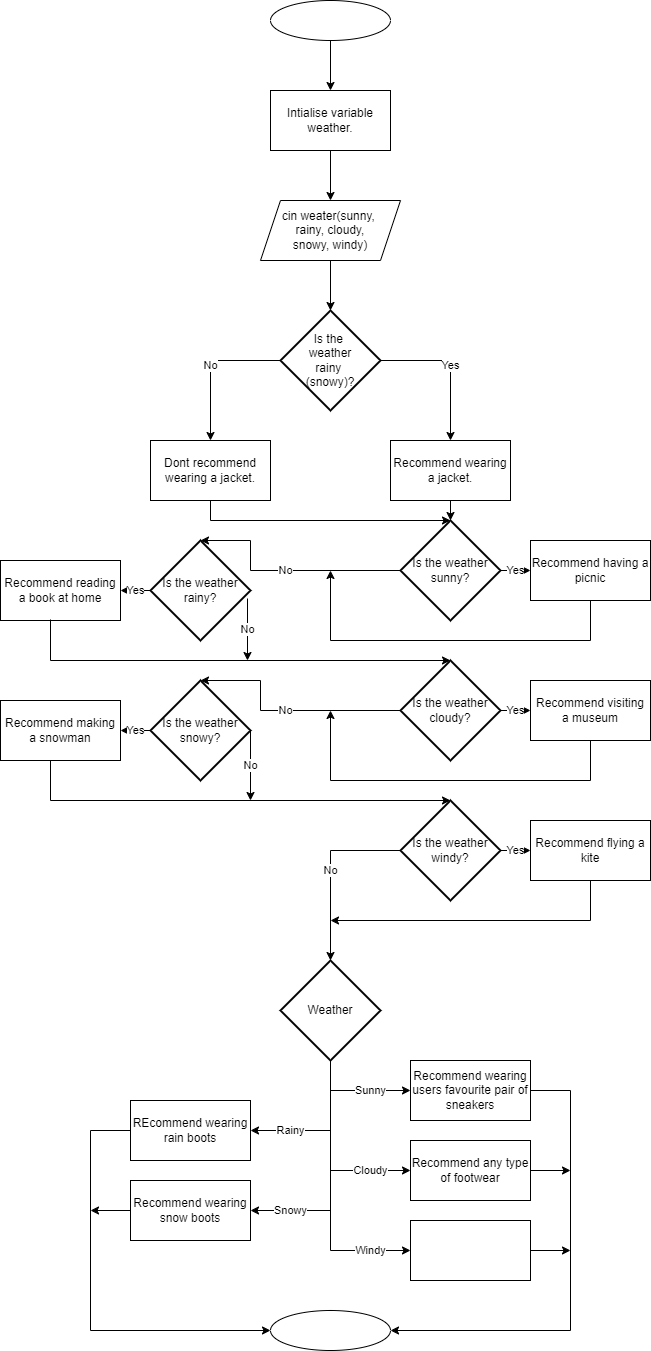 Intialise variable
weather.
cin weater(sunny,
rainy, cloudy,
snowy, windy)
Is the
weather
rainy
(snowy)?
No
Yes
Dont recommend
wearing a jacket.
Recommend wearing
a jacket.
Recommend reading
a book at home
Yes
Is the weather
rainy?
No
No
Is the weather
sunny?
Yes
Recommend having a
picnic
Recommend making
a snowman
Yes
Is the weather
snowy?
No
No
Is the weather
cloudy?
Yes
Recommend visiting
a museum
Is the weather
windy?
Yes
Recommend flying a
kite
No
Weather
Sunny
Recommend wearing
users favourite pair of
sneakers
REcommend wearing
rain boots
Rainy
Cloudy
Recommend any type
of footwear
Recommend wearing
snow boots
Snowy
Windy